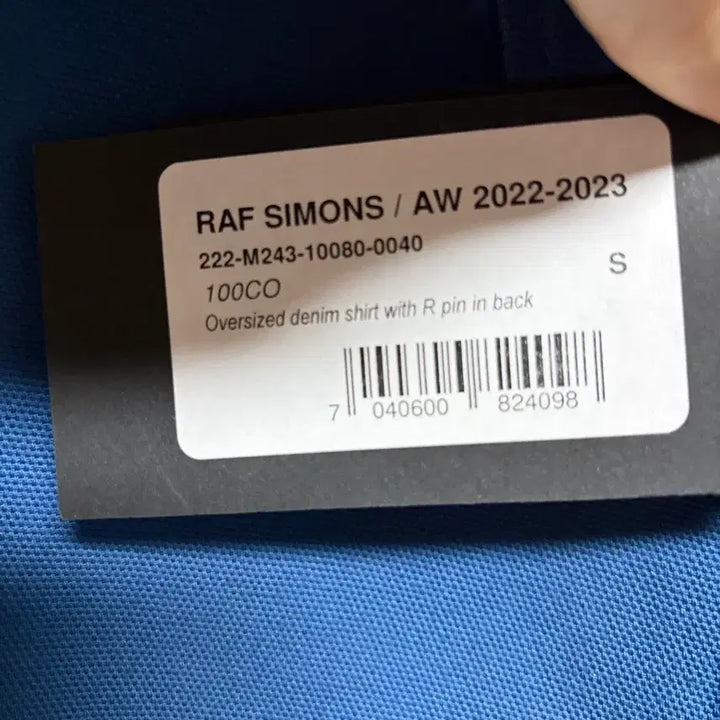 RAF SIMONS / AW 2022-2023
222-M243-10080-0040
S
100CO
Oversized denim shirt with R pin in back
7 040600 824098